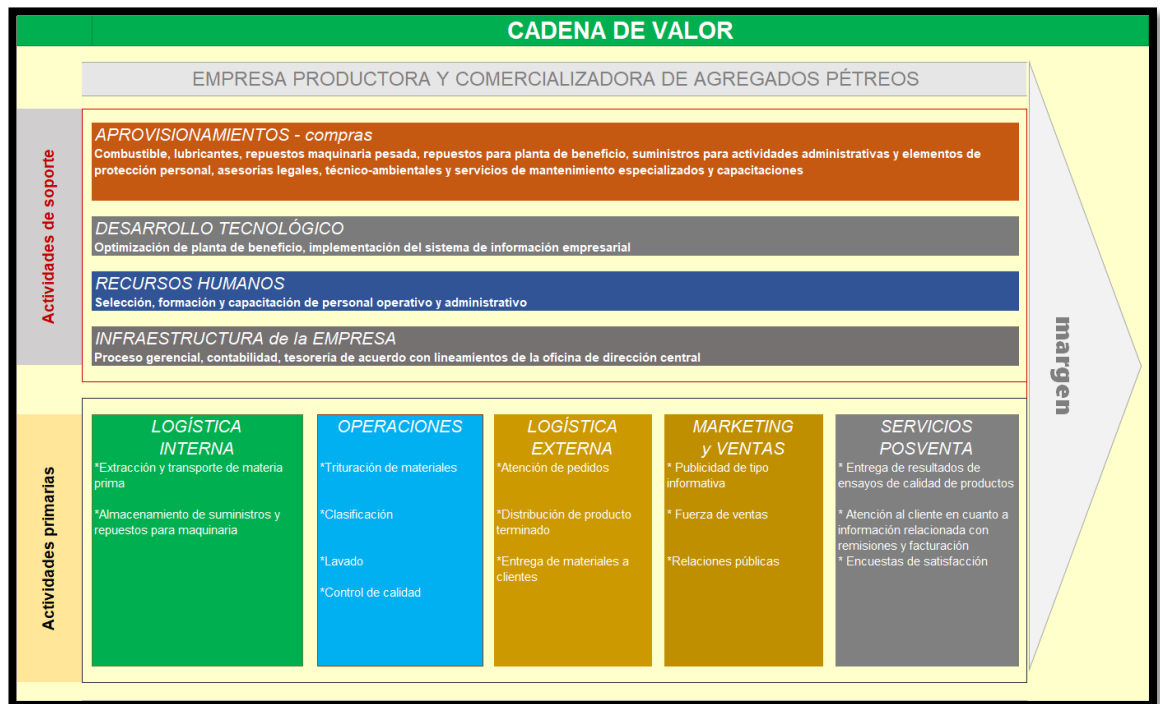 CADENA DE VALOR
EMPRESA PRODUCTORA Y COMERCIALIZADORA DE AGREGADOS PÉTREOS
Actividades de soporte
APROVISIONAMIENTOS - compras
Combustible, lubricantes, repuestos maquinaria pesada, repuestos para planta de beneficio, suministros para actividades administrativas y elementos de
protección personal, asesorías legales, técnico-ambientales y servicios de mantenimiento especializados y capacitaciones
DESARROLLO TECNOLÓGICO
Optimización de planta de beneficio, implementación del sistema de información empresarial
RECURSOS HUMANOS
Selección, formación y capacitación de personal operativo y administrativo
INFRAESTRUCTURA de la EMPRESA
Proceso gerencial, contabilidad, tesorería de acuerdo con lineamientos de la oficina de dirección central
margen
Actividades primarias
LOGÍSTICA
INTERNA
*Extracción y transporte de materia
prima
*Almacenamiento de suministros y
repuestos para maquinaria
OPERACIONES
*Trituración de materiales
*Clasificación
*Lavado
*Control de calidad
LOGÍSTICA
EXTERNA
*Atención de pedidos
*Distribución de producto
terminado
*Entrega de materiales a
clientes
MARKETING
y VENTAS
* Publicidad de tipo
informativa
* Fuerza de ventas
*Relaciones públicas
SERVICIOS
POSVENTA
* Entrega de resultados de
ensayos de calidad de productos
* Atención al cliente en cuanto a
información relacionada con
remisiones y facturación
* Encuestas de satisfacción